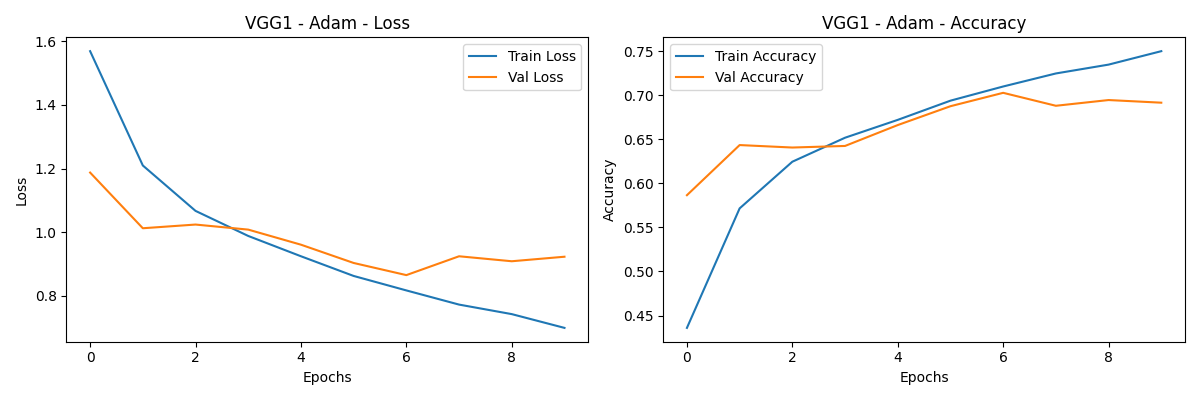 VGG1 - Adam - Loss
Loss
1.6
1.4
1.2
1.0
0.8
Train Loss
Val Loss
0
2
4
6
8
Epochs
VGG1 - Adam - Accuracy
Accuracy
0.75
0.70
0.65
0.60
0.55
0.50
0.45
Train Accuracy
Val Accuracy
0
2
4
6
8
Epochs